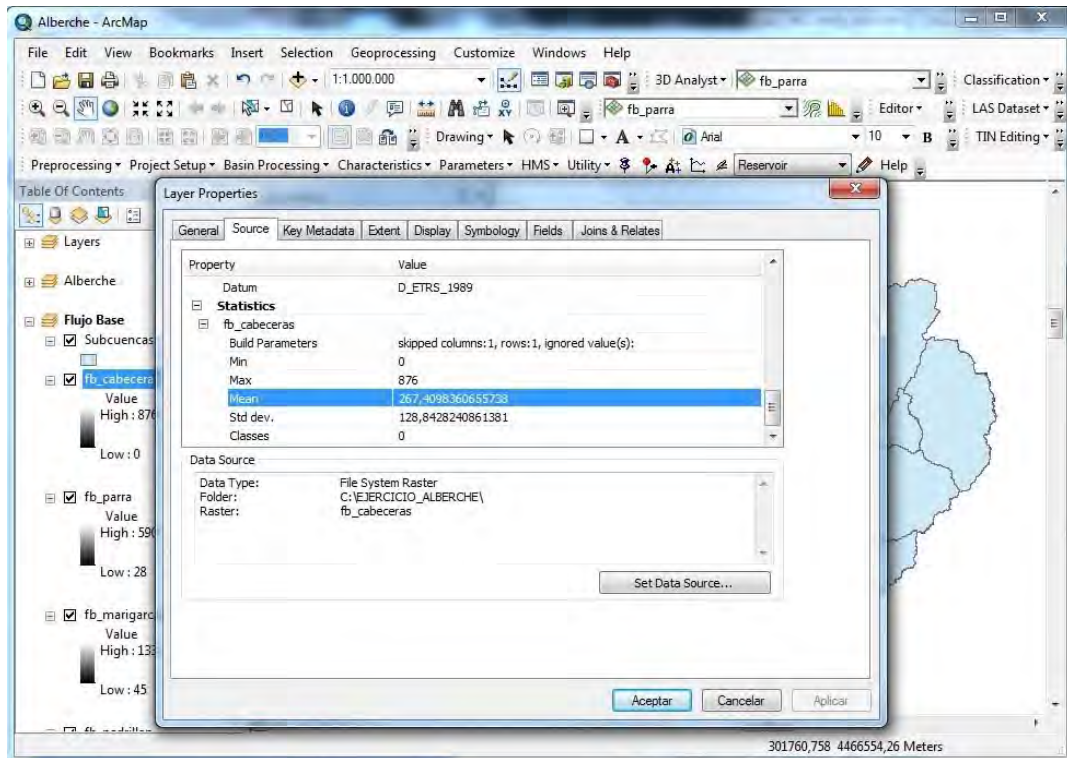 Alberche - ArcMap
File Edit View Bookmarks Insert Selection Geoprocessing Customize Windows Help
1:1.000.000 3D Analyst fb_parra Classification
fb_parra Editor LAS Dataset
Drawing A Arial 10 B TIN Editing
Preprocessing Project Setup Basin Processing Characteristics Parameters HMS Utility Reservoir Help
Table Of Contents
Layers
Alberche
Flujo Base
Subcuencas
fb_cabecera
Value
High : 876
Low : 0
fb_parra
Value
High : 590
Low : 28
fb_marigarc
Value
High : 133
Low : 45
Layer Properties
General Source Key Metadata Extent Display Symbology Fields Joins & Relates
Property Value
Datum D_ETRS_1989
Statistics
fb_cabeceras
Build Parameters skipped columns:1, rows:1, ignored value(s):
Min 0
Max 876
Mean 267,4098360655738
Std dev. 128,8428240861381
Classes 0
Data Source
Data Type: File System Raster
Folder: C:\EJERCICIO_ALBERCHE\
Raster: fb_cabeceras
Set Data Source...
Aceptar Cancelar Aplicar
301760,758 4466554,26 Meters